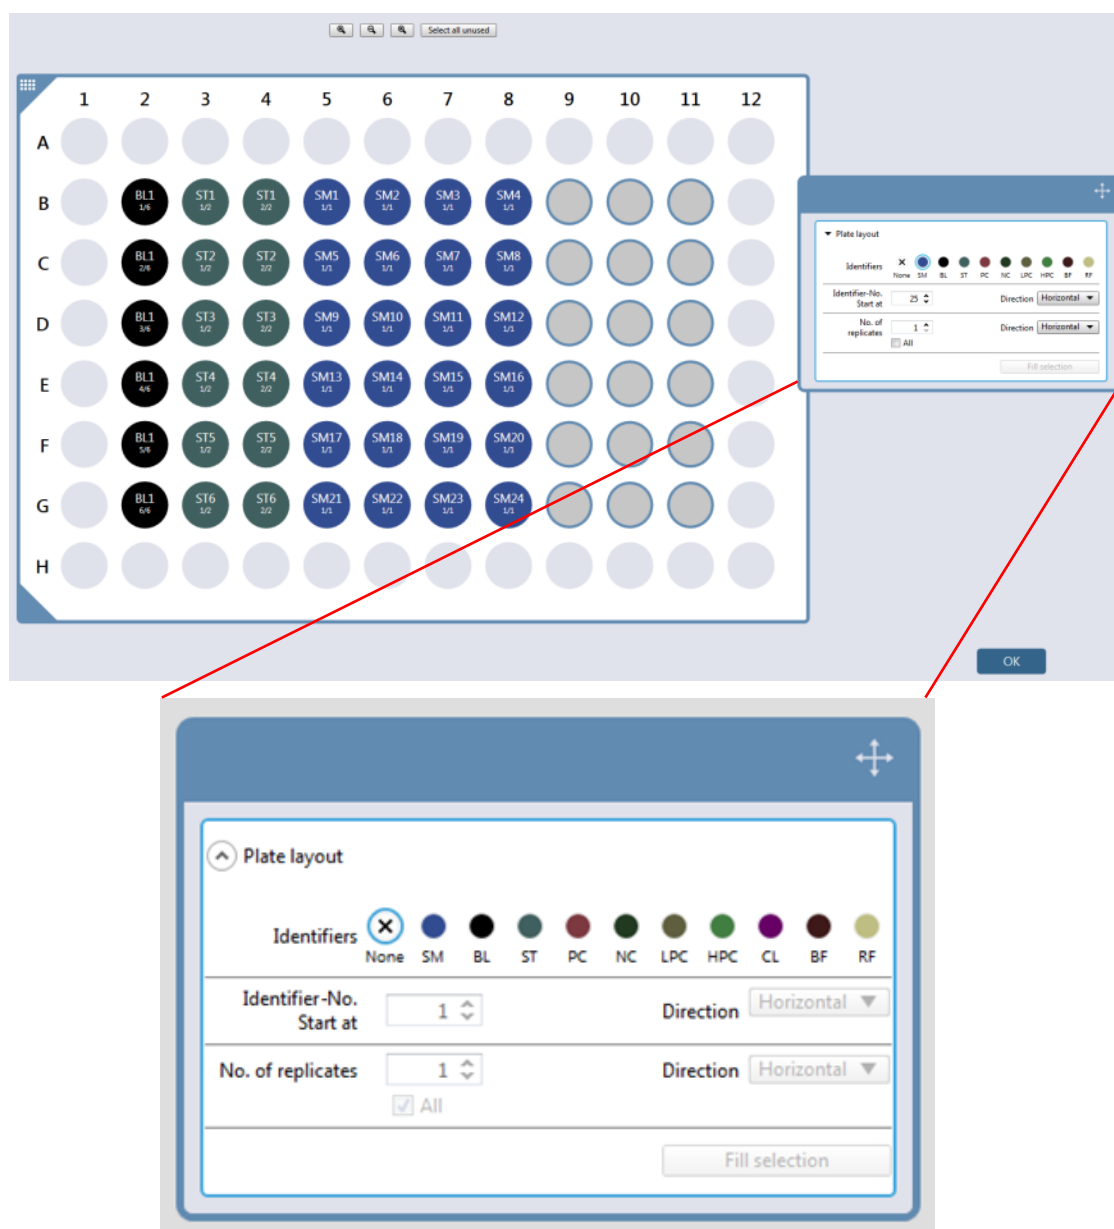 Select all unused
1 2 3 4 5 6 7 8 9 10 11 12
A
B BL1 1/6 ST1 1/2 ST1 2/2 SM1 1/1 SM2 1/1 SM3 1/1 SM4 1/1
C BL1 2/6 ST2 1/2 ST2 2/2 SM5 1/1 SM6 1/1 SM7 1/1 SM8 1/1
D BL1 3/6 ST3 1/2 ST3 2/2 SM9 1/1 SM10 1/1 SM11 1/1 SM12 1/1
E BL1 4/6 ST4 1/2 ST4 2/2 SM13 1/1 SM14 1/1 SM15 1/1 SM16 1/1
F BL1 5/6 ST5 1/2 ST5 2/2 SM17 1/1 SM18 1/1 SM19 1/1 SM20 1/1
G BL1 6/6 ST6 1/2 ST6 2/2 SM21 1/1 SM22 1/1 SM23 1/1 SM24 1/1
H
Plate layout
Identifiers
None SM BL ST PC NC LPC HPC BF RF
Identifier-No.
Start at 25 Direction Horizontal
No. of
replicates 1 Direction Horizontal
All
Fill selection
OK
Plate layout
Identifiers
None SM BL ST PC NC LPC HPC CL BF RF
Identifier-No.
Start at 1 Direction Horizontal
No. of replicates 1 Direction Horizontal
All
Fill selection